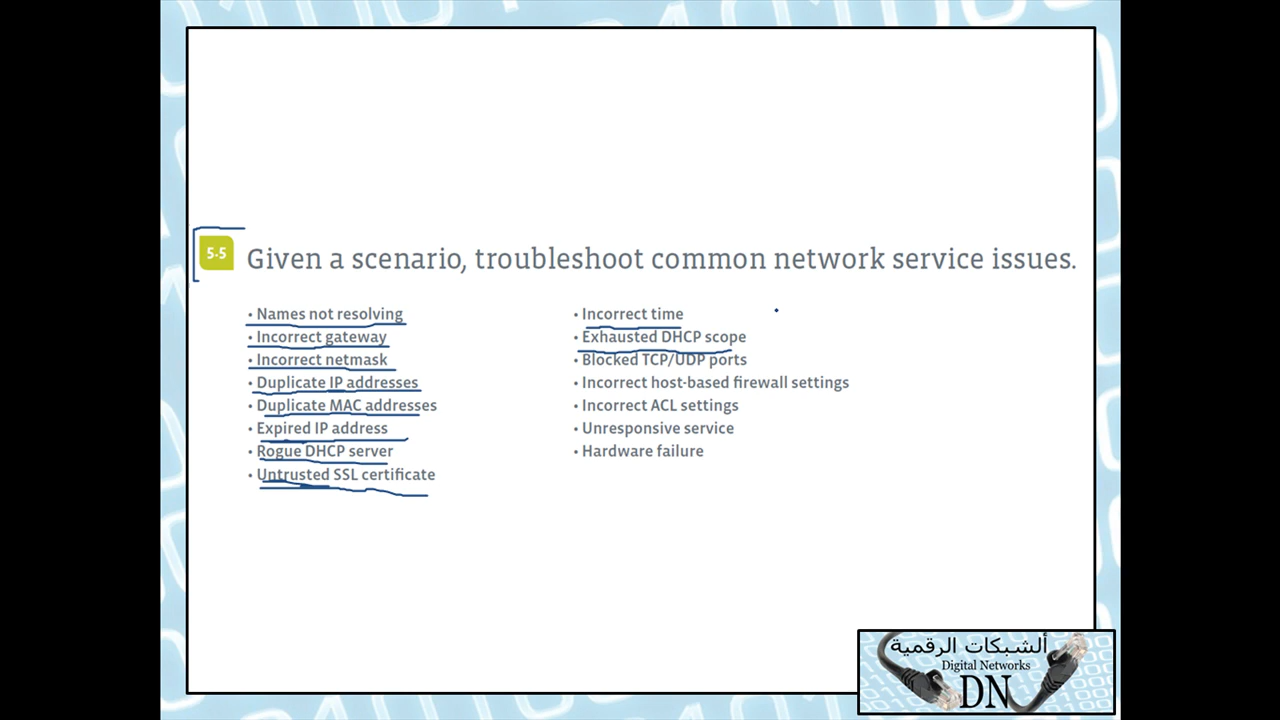 5.5 Given a scenario, troubleshoot common network service issues.
• Names not resolving
• Incorrect gateway
• Incorrect netmask
• Duplicate IP addresses
• Duplicate MAC addresses
• Expired IP address
• Rogue DHCP server
• Untrusted SSL certificate
• Incorrect time
• Exhausted DHCP scope
• Blocked TCP/UDP ports
• Incorrect host-based firewall settings
• Incorrect ACL settings
• Unresponsive service
• Hardware failure
ألشبكات الرقمية
Digital Networks
DN